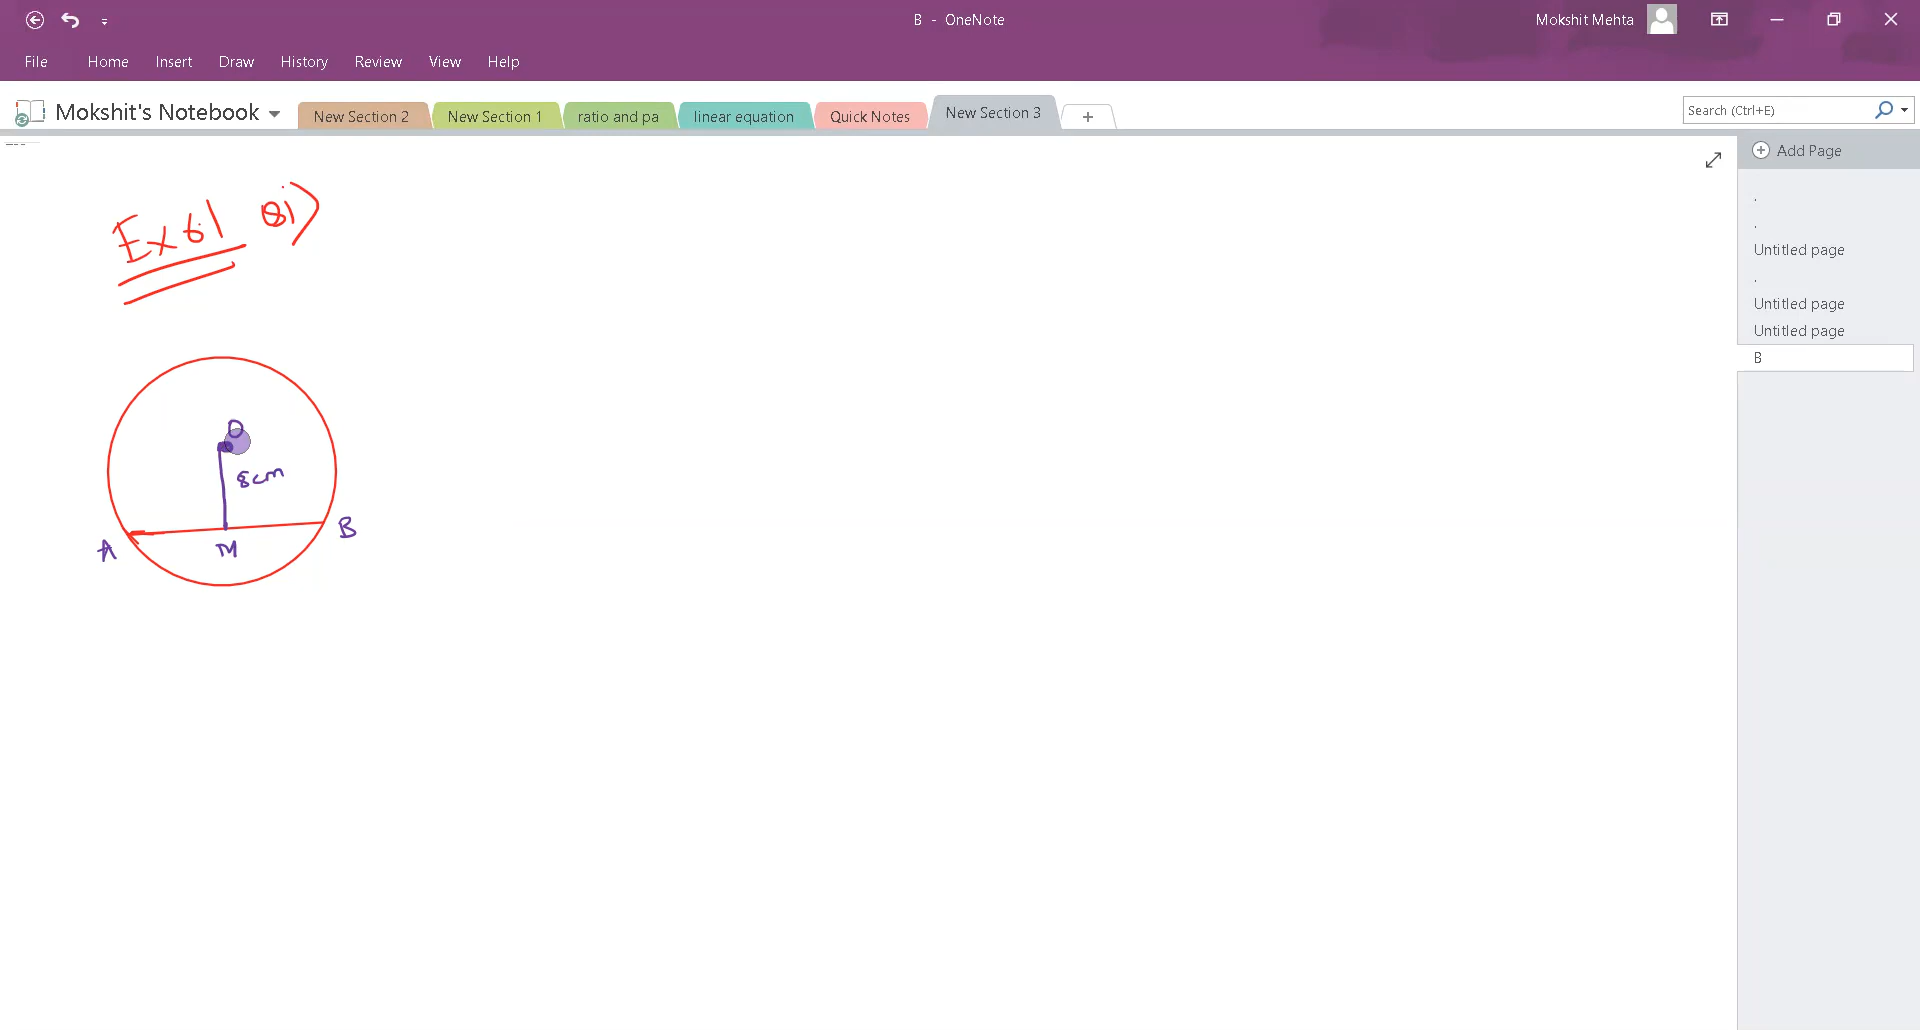 B - OneNote
Mokshit Mehta
File Home Insert Draw History Review View Help
Mokshit's Notebook
New Section 2
New Section 1
ratio and pa
linear equation
Quick Notes
New Section 3
+
Search (Ctrl+E)
Add Page
.
.
Untitled page
.
Untitled page
Untitled page
B
Ex 6.1 Qi)
O
8cm
A
M
B